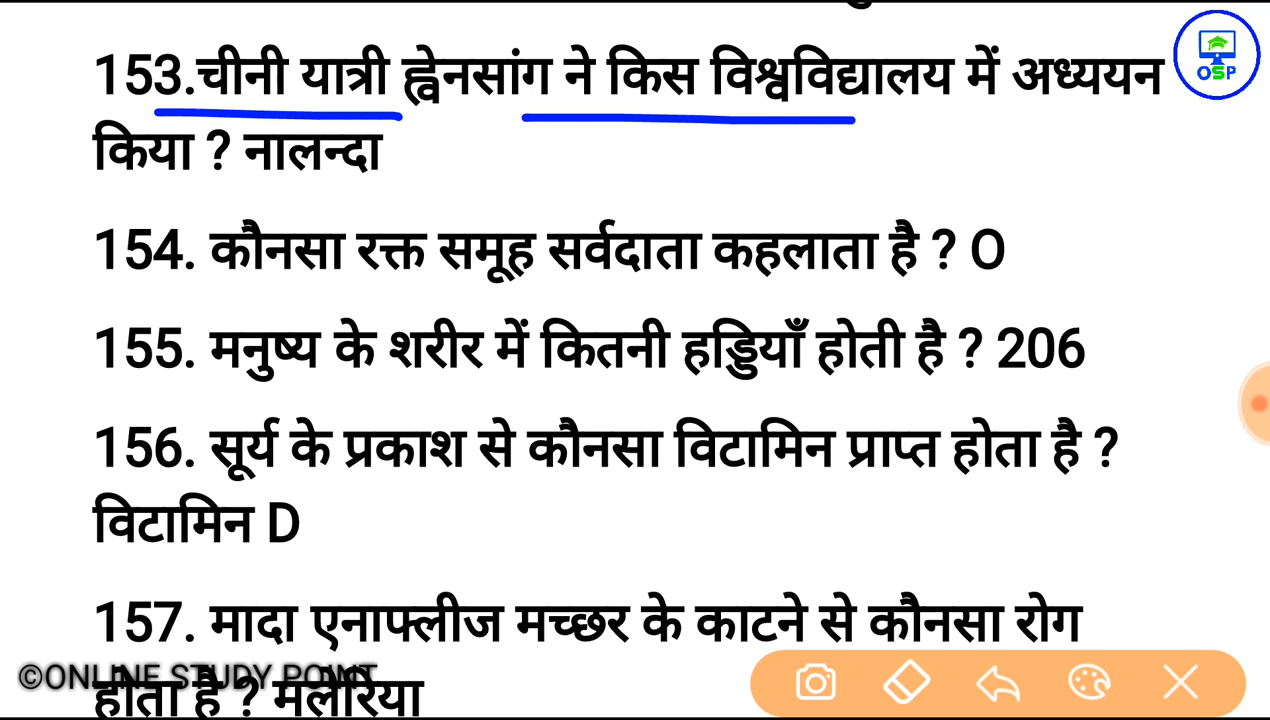 153.चीनी यात्री ह्वेनसांग ने किस विश्वविद्यालय में अध्ययन
OSP
किया ? नालन्दा
154. कौनसा रक्त समूह सर्वदाता कहलाता है ? O
155. मनुष्य के शरीर में कितनी हड्डियाँ होती है ? 206
156. सूर्य के प्रकाश से कौनसा विटामिन प्राप्त होता है ?
विटामिन D
157. मादा एनाफ्लीज मच्छर के काटने से कौनसा रोग
©ONLINE STUDY POINT
होता है ? मलेरिया